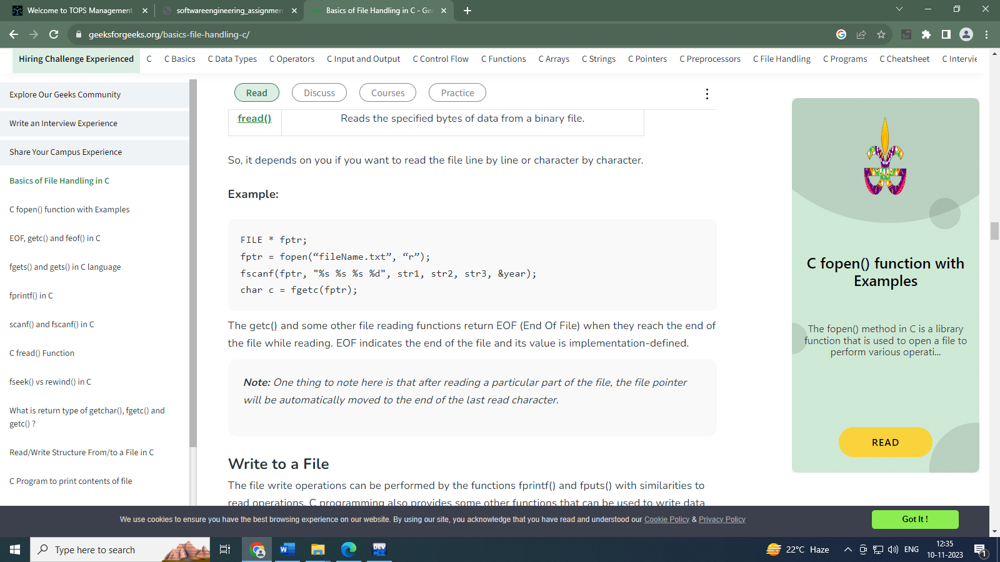 Welcome to TOPS Management
softwareengineering_assignmen
Basics of File Handling in C - Ge
geeksforgeeks.org/basics-file-handling-c/
Hiring Challenge Experienced C C Basics C Data Types C Operators C Input and Output C Control Flow C Functions C Arrays C Strings C Pointers C Preprocessors C File Handling C Programs C Cheatsheet C Intervie
Explore Our Geeks Community
Write an Interview Experience
Share Your Campus Experience
Basics of File Handling in C
C fopen() function with Examples
EOF, getc() and feof() in C
fgets() and gets() in C language
fprintf() in C
scanf() and fscanf() in C
C fread() Function
fseek() vs rewind() in C
What is return type of getchar(), fgetc() and
getc() ?
Read/Write Structure From/to a File in C
C Program to print contents of file
Read Discuss Courses Practice
fread() Reads the specified bytes of data from a binary file.
So, it depends on you if you want to read the file line by line or character by character.
Example:
FILE * fptr;
fptr = fopen(“fileName.txt”, “r”);
fscanf(fptr, "%s %s %s %d", str1, str2, str3, &year);
char c = fgetc(fptr);
The getc() and some other file reading functions return EOF (End Of File) when they reach the end of
the file while reading. EOF indicates the end of the file and its value is implementation-defined.
Note: One thing to note here is that after reading a particular part of the file, the file pointer
will be automatically moved to the end of the last read character.
Write to a File
The file write operations can be performed by the functions fprintf() and fputs() with similarities to
read operations. C programming also provides some other functions that can be used to write data
C fopen() function with
Examples
The fopen() method in C is a library
function that is used to open a file to
perform various operati...
READ
We use cookies to ensure you have the best browsing experience on our website. By using our site, you acknowledge that you have read and understood our Cookie Policy & Privacy Policy
Got It !
Type here to search
DEV
22°C Haze
ENG
12:35
10-11-2023
1